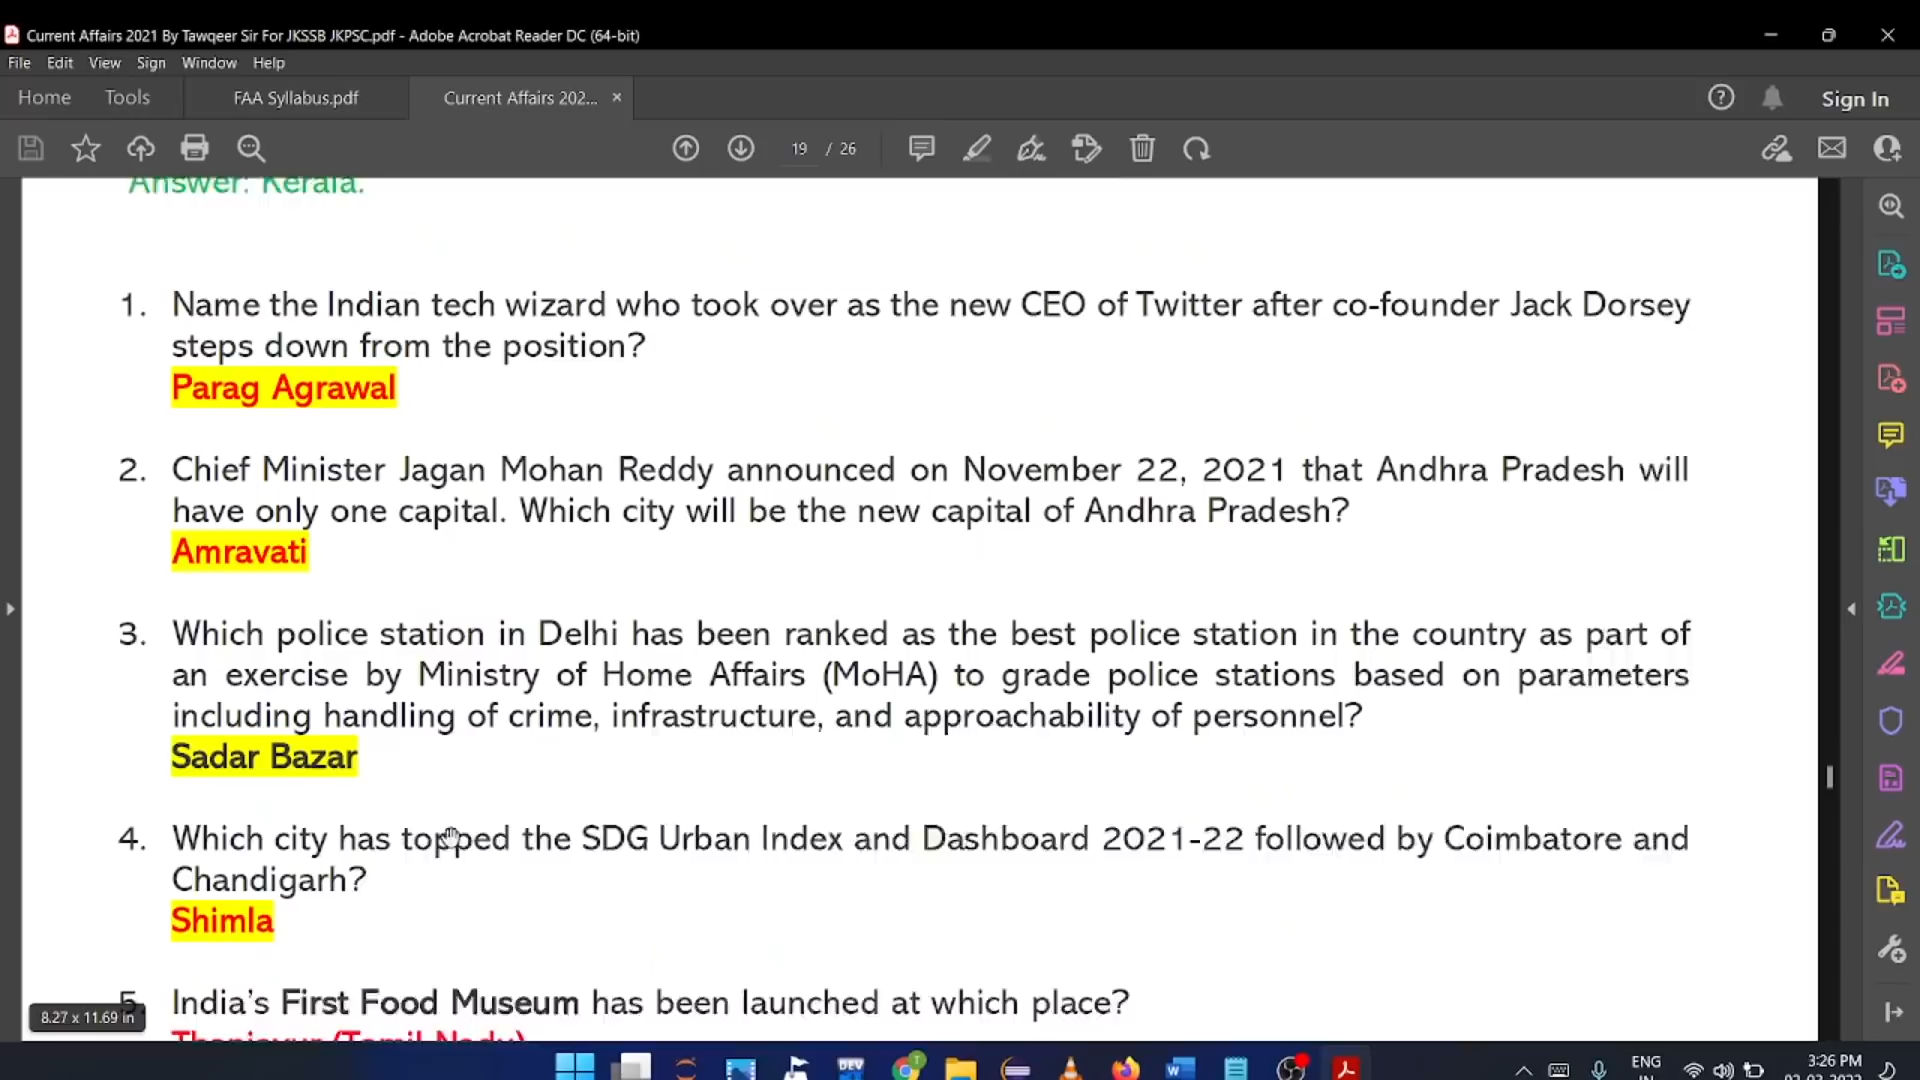 Current Affairs 2021 By Tawqeer Sir For JKSSB JKPSC.pdf - Adobe Acrobat Reader DC (64-bit)
File Edit View Sign Window Help
Home Tools FAA Syllabus.pdf Current Affairs 202... × Sign In
19 / 26
Answer: Kerala.
1. Name the Indian tech wizard who took over as the new CEO of Twitter after co-founder Jack Dorsey
steps down from the position?
Parag Agrawal
2. Chief Minister Jagan Mohan Reddy announced on November 22, 2021 that Andhra Pradesh will
have only one capital. Which city will be the new capital of Andhra Pradesh?
Amravati
3. Which police station in Delhi has been ranked as the best police station in the country as part of
an exercise by Ministry of Home Affairs (MoHA) to grade police stations based on parameters
including handling of crime, infrastructure, and approachability of personnel?
Sadar Bazar
4. Which city has topped the SDG Urban Index and Dashboard 2021-22 followed by Coimbatore and
Chandigarh?
Shimla
5. India's First Food Museum has been launched at which place?
8.27 x 11.69 in
Thanjavur (Tamil Nadu)
DEV
T
W
ENG
IN
3:26 PM